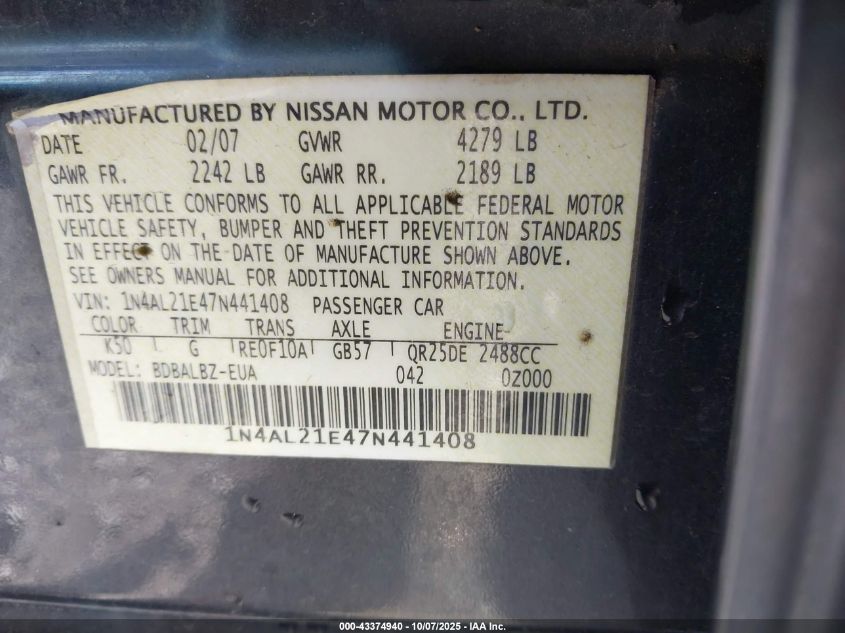 MANUFACTURED BY NISSAN MOTOR CO., LTD.
DATE 02/07 GVWR 4279 LB
GAWR FR. 2242 LB GAWR RR. 2189 LB
THIS VEHICLE CONFORMS TO ALL APPLICABLE FEDERAL MOTOR
VEHICLE SAFETY, BUMPER AND THEFT PREVENTION STANDARDS
IN EFFECT ON THE DATE OF MANUFACTURE SHOWN ABOVE.
SEE OWNERS MANUAL FOR ADDITIONAL INFORMATION.
VIN: 1N4AL21E47N441408 PASSENGER CAR
COLOR TRIM TRANS AXLE ENGINE
K50 G RE0F10A GB57 QR25DE 2488CC
MODEL: BDBALBZ-EUA 042 0Z000
1N4AL21E47N441408
000-43374940 - 10/07/2025 - IAA Inc.